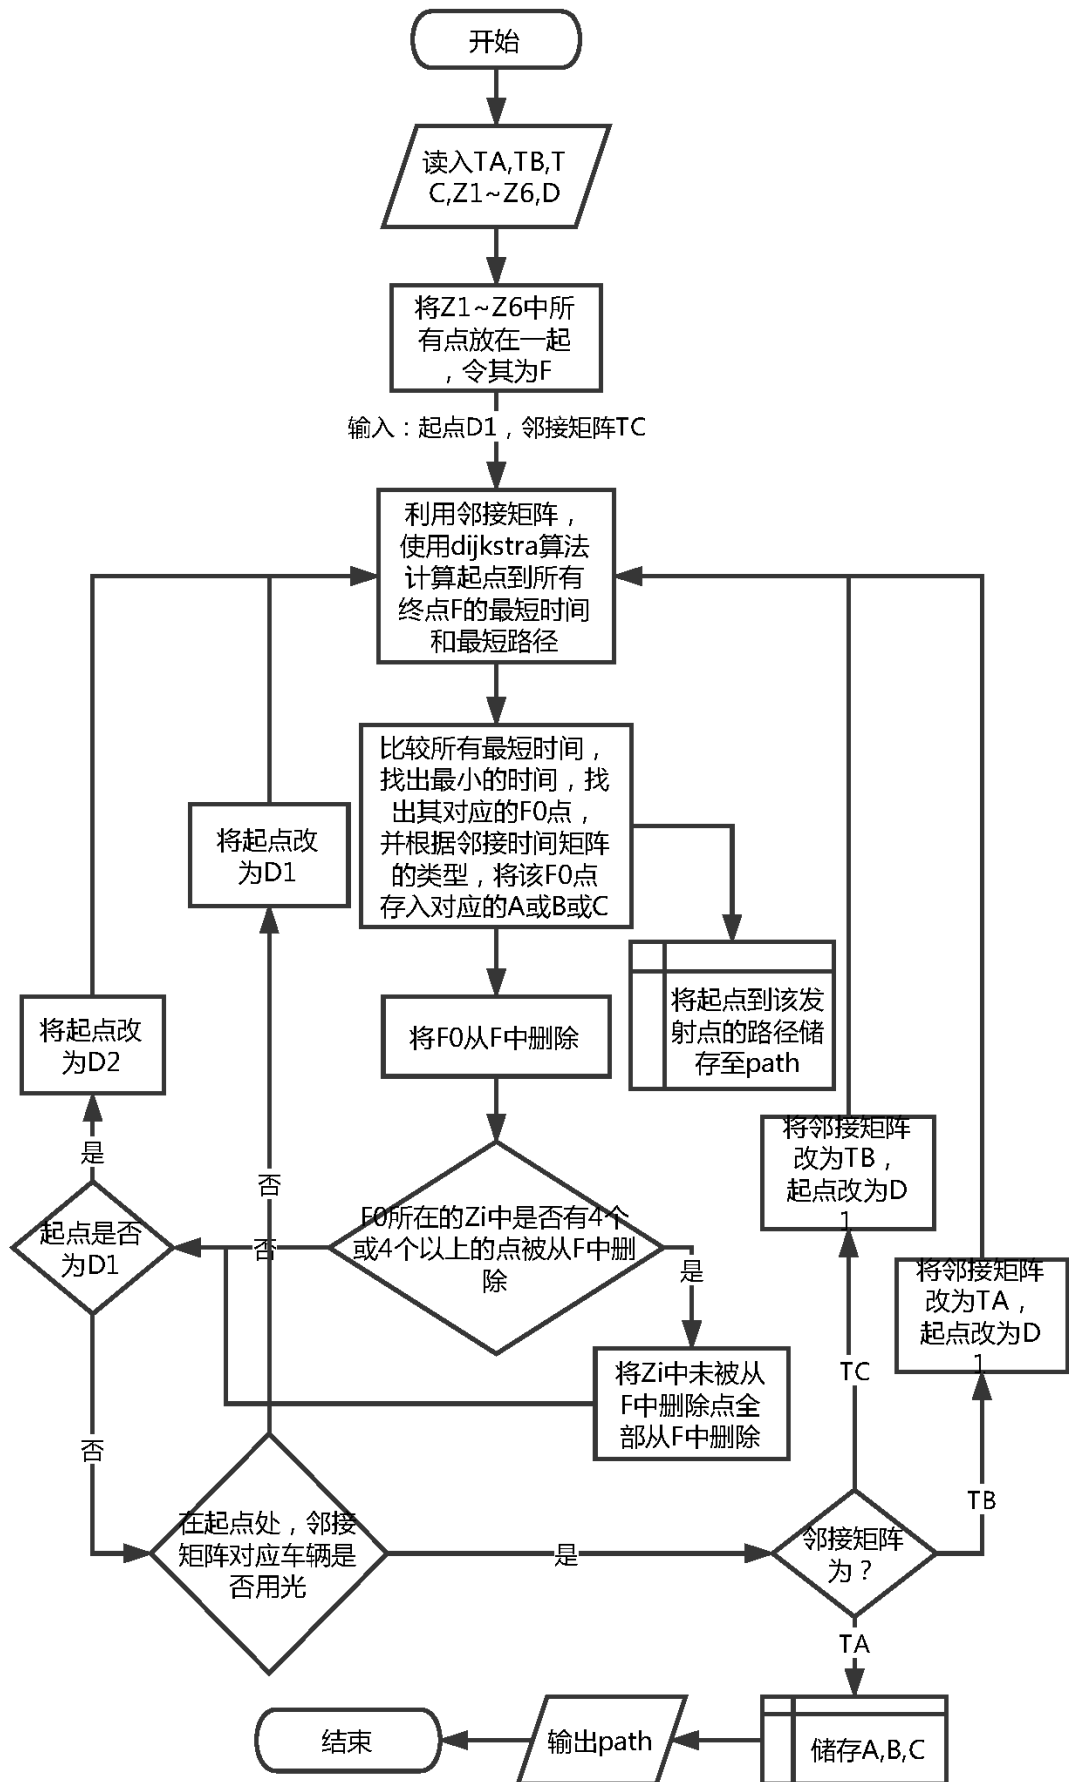 开始
读入TA,TB,T
C,Z1~Z6,D
将Z1~Z6中所
有点放在一起
，令其为F
输入：起点D1，邻接矩阵TC
利用邻接矩阵，
使用dijkstra算法
计算起点到所有
终点F的最短时间
和最短路径
比较所有最短时间，
找出最小的时间，找
出其对应的F0点，
并根据邻接时间矩阵
的类型，将该F0点
存入对应的A或B或C
将起点改
为D1
将起点到该发
射点的路径储
存至path
将起点改
为D2
将F0从F中删除
将邻接矩阵
改为TB，
起点改为D
1
是
否
F0所在的Zi中是否有4个
或4个以上的点被从F中删
除
起点是否
为D1
否
是
将邻接矩阵
改为TA，
起点改为D
1
将Zi中未被从
F中删除点全
部从F中删除
TC
否
TB
在起点处，邻接
矩阵对应车辆是
否用光
是
邻接矩阵
为？
TA
结束
输出path
储存A,B,C